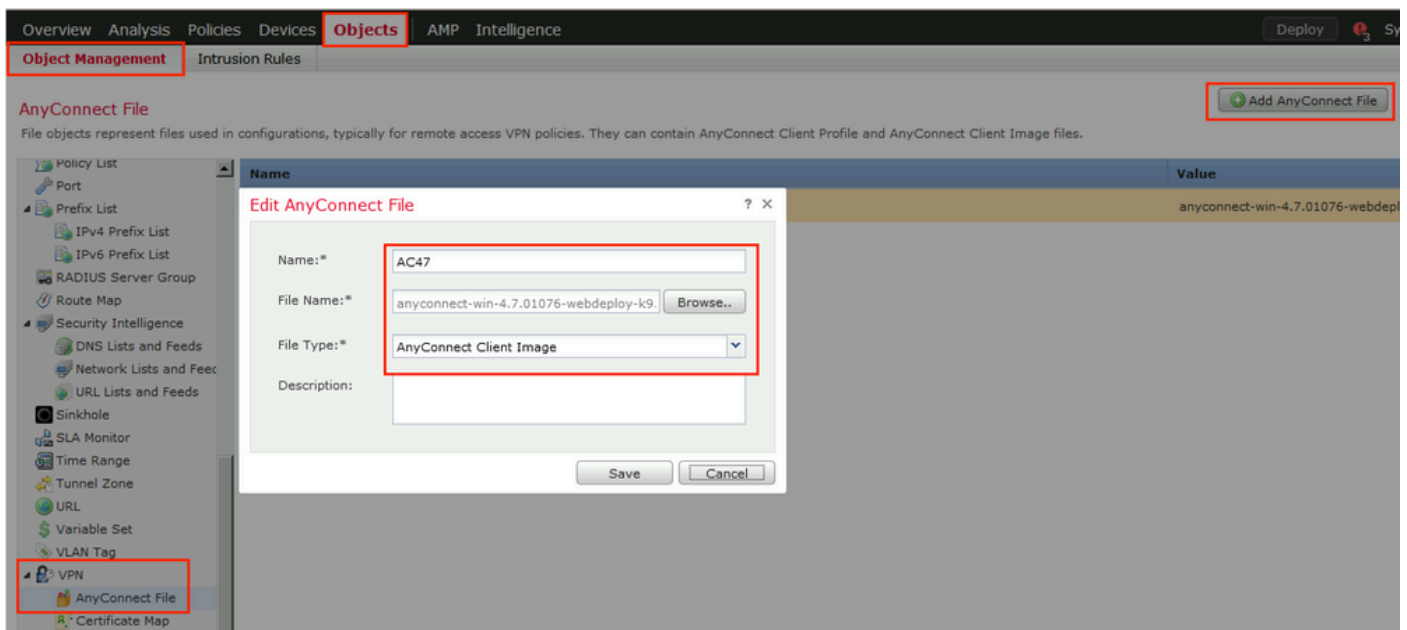 Overview Analysis Policies Devices Objects AMP Intelligence Deploy 3 Sy
Object Management Intrusion Rules
AnyConnect File
Add AnyConnect File
File objects represent files used in configurations, typically for remote access VPN policies. They can contain AnyConnect Client Profile and AnyConnect Client Image files.
Policy List
Port
Prefix List
IPv4 Prefix List
IPv6 Prefix List
RADIUS Server Group
Route Map
Security Intelligence
DNS Lists and Feeds
Network Lists and Feed
URL Lists and Feeds
Sinkhole
SLA Monitor
Time Range
Tunnel Zone
URL
Variable Set
VLAN Tag
VPN
AnyConnect File
Certificate Map
Name Value
anyconnect-win-4.7.01076-webdepl
Edit AnyConnect File ? ×
Name:* AC47
File Name:* anyconnect-win-4.7.01076-webdeploy-k9. Browse..
File Type:* AnyConnect Client Image
Description:
Save Cancel